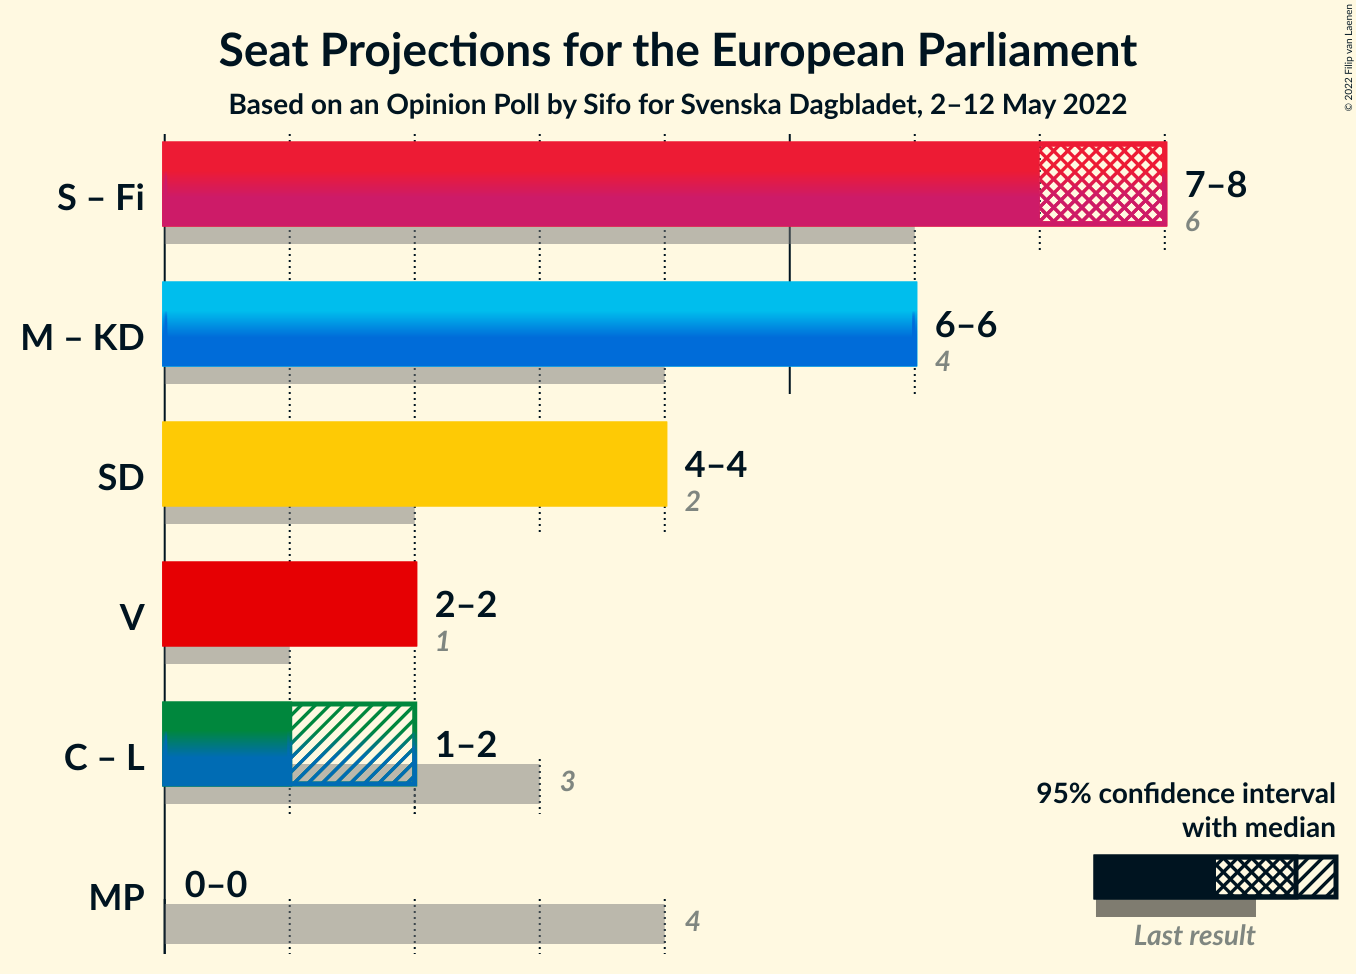 Seat Projections for the European Parliament
Based on an Opinion Poll by Sifo for Svenska Dagbladet, 2–12 May 2022
© 2022 Filip van Laenen
S – Fi
7–8
6
M – KD
6–6
4
SD
4–4
2
V
2–2
1
C – L
1–2
3
MP
0–0
4
95% confidence interval
with median
Last result